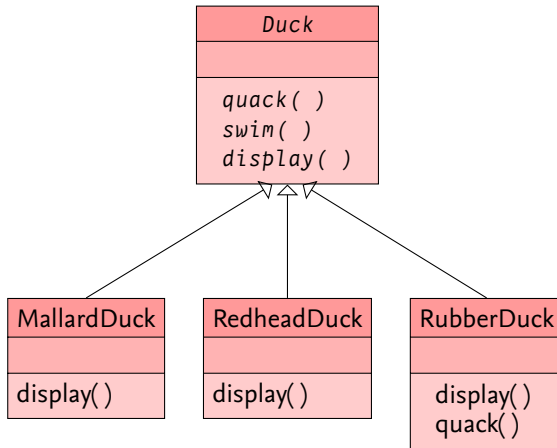 Duck
quack( )
swim( )
display( )
MallardDuck
display()
RedheadDuck
display()
RubberDuck
display()
quack()